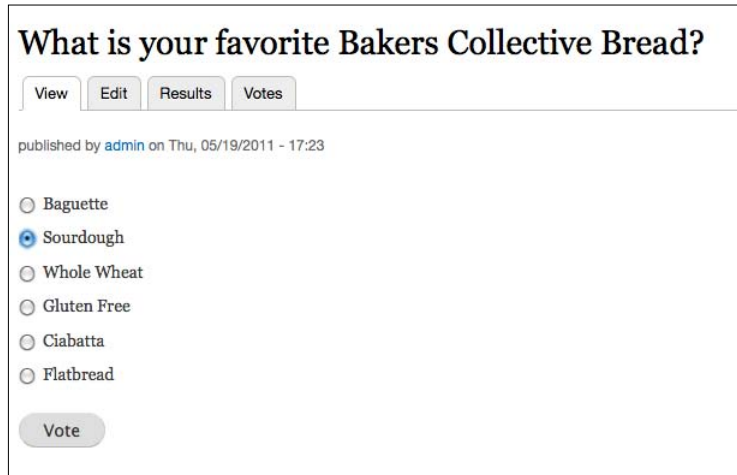 What is your favorite Bakers Collective Bread?
View Edit Results Votes
published by admin on Thu, 05/19/2011 - 17:23
Baguette
Sourdough
Whole Wheat
Gluten Free
Ciabatta
Flatbread
Vote